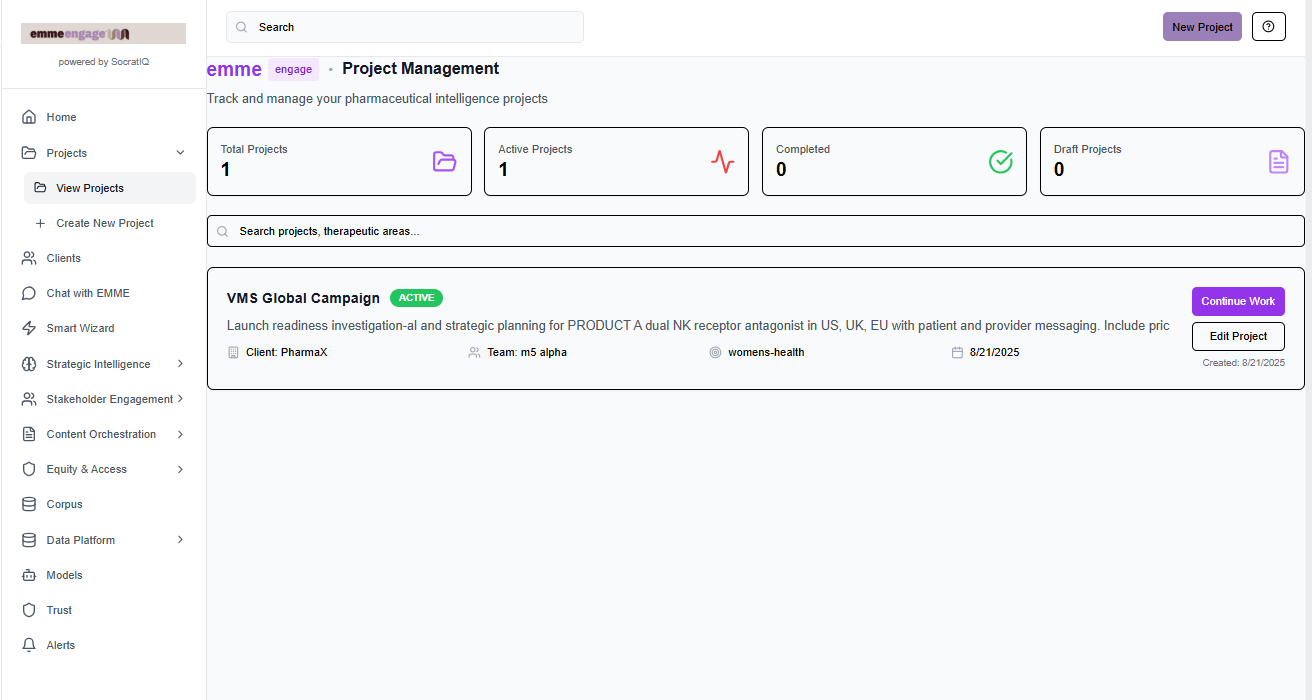 emmeengage
powered by SocratIQ
Search
New Project
emme engage • Project Management
Track and manage your pharmaceutical intelligence projects
Home
Projects
View Projects
Create New Project
Clients
Chat with EMME
Smart Wizard
Strategic Intelligence
Stakeholder Engagement
Content Orchestration
Equity & Access
Corpus
Data Platform
Models
Trust
Alerts
Total Projects
1
Active Projects
1
Completed
0
Draft Projects
0
Search projects, therapeutic areas...
VMS Global Campaign ACTIVE
Launch readiness investigation-al and strategic planning for PRODUCT A dual NK receptor antagonist in US, UK, EU with patient and provider messaging. Include pric
Client: PharmaX Team: m5 alpha womens-health 8/21/2025
Continue Work
Edit Project
Created: 8/21/2025